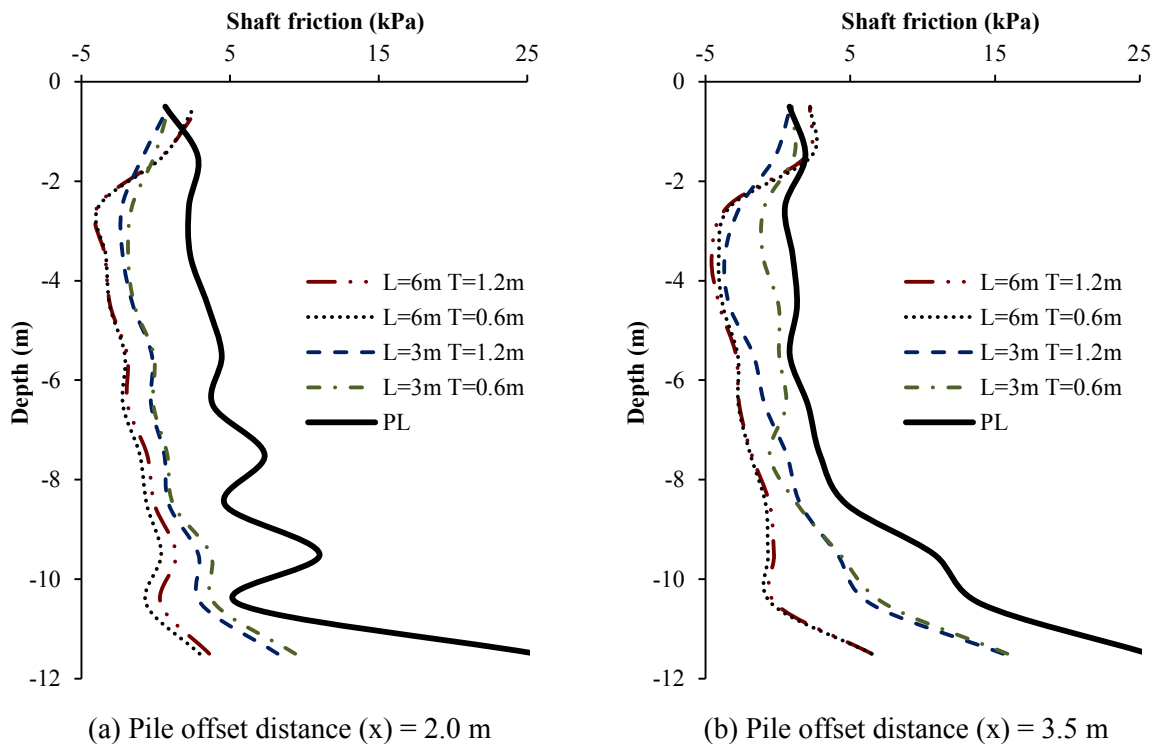 Shaft friction (kPa)
-5 5 15 25
0
-2
-4
-6
-8
-10
-12
Depth (m)
L=6m T=1.2m
L=6m T=0.6m
L=3m T=1.2m
L=3m T=0.6m
PL
(a) Pile offset distance (x) = 2.0 m
Shaft friction (kPa)
-5 5 15 25
0
-2
-4
-6
-8
-10
-12
Depth (m)
L=6m T=1.2m
L=6m T=0.6m
L=3m T=1.2m
L=3m T=0.6m
PL
(b) Pile offset distance (x) = 3.5 m